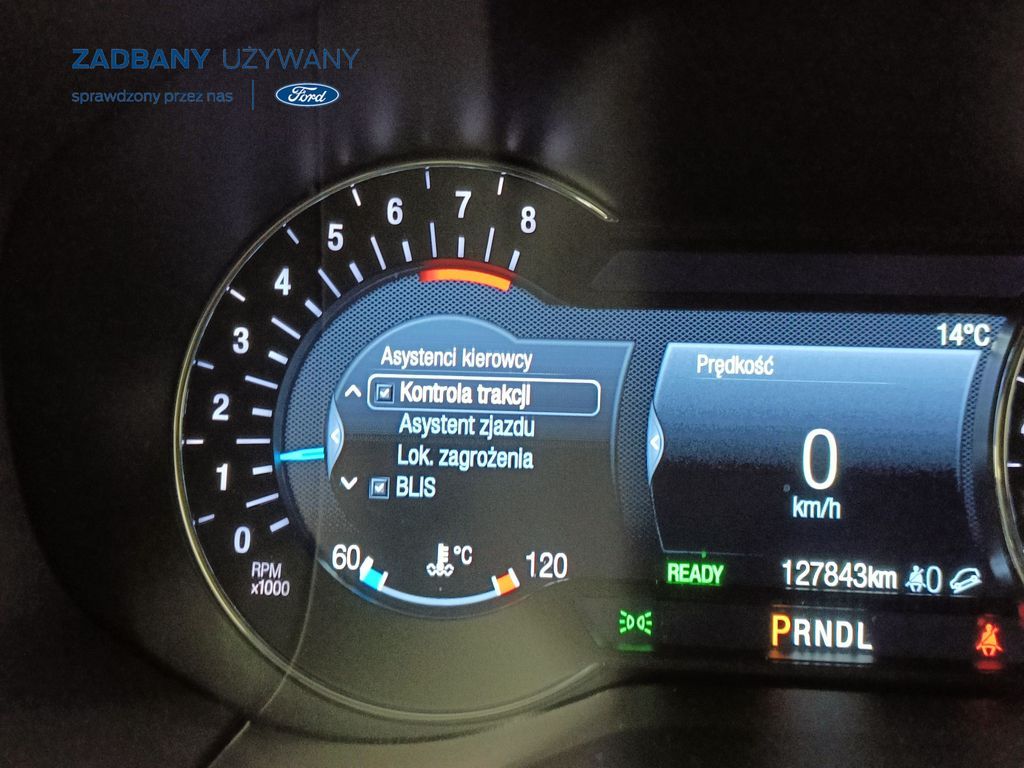 ZADBANY UŻYWANY
sprawdzony przez nas
Ford
0
1
2
3
4
5
6
7
8
RPM
x1000
Asystenci kierowcy
Kontrola trakcji
Asystent zjazdu
Lok. zagrożenia
BLIS
60
°C
120
14°C
Prędkość
0
km/h
READY
127843km
0
PRNDL